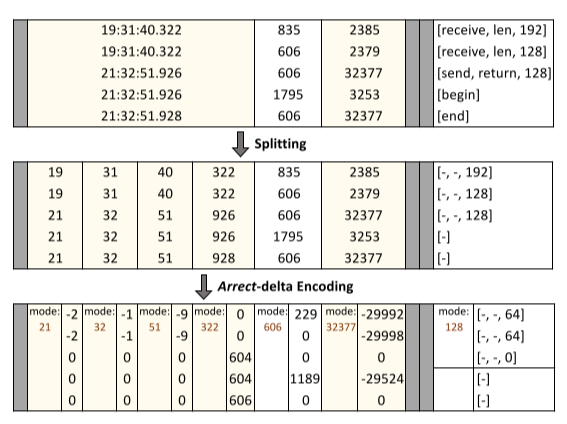 19:31:40.322 835 2385 [receive, len, 192]
19:31:40.322 606 2379 [receive, len, 128]
21:32:51.926 606 32377 [send, return, 128]
21:32:51.926 1795 3253 [begin]
21:32:51.928 606 32377 [end]
Splitting
19 31 40 322 835 2385 [-, -, 192]
19 31 40 322 606 2379 [-, -, 128]
21 32 51 926 606 32377 [-, -, 128]
21 32 51 926 1795 3253 [-]
21 32 51 928 606 32377 [-]
Arrect-delta Encoding
mode: -2 mode: -1 mode: -9 mode: 0 mode: 229 mode: -29992 mode: [-, -, 64]
21 -2 32 -1 51 -9 322 0 606 0 32377 -29998 128 [-, -, 64]
0 0 0 604 0 0 [-, -, 0]
0 0 0 604 1189 -29524 [-]
0 0 0 606 0 0 [-]